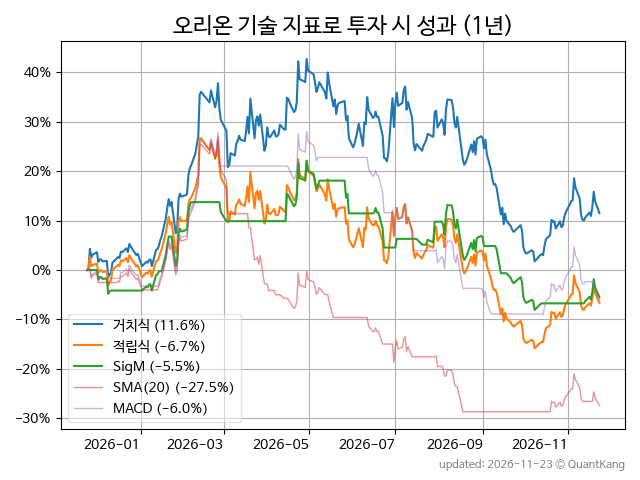 오리온 기술 지표로 투자 시 성과 (1년)
40%
30%
20%
10%
0%
−10%
−20%
−30%
거치식 (11.6%)
적립식 (−6.7%)
SigM (−5.5%)
SMA(20) (−27.5%)
MACD (−6.0%)
2026-01 2026-03 2026-05 2026-07 2026-09 2026-11
updated: 2026-11-23 ⓒ QuantKang